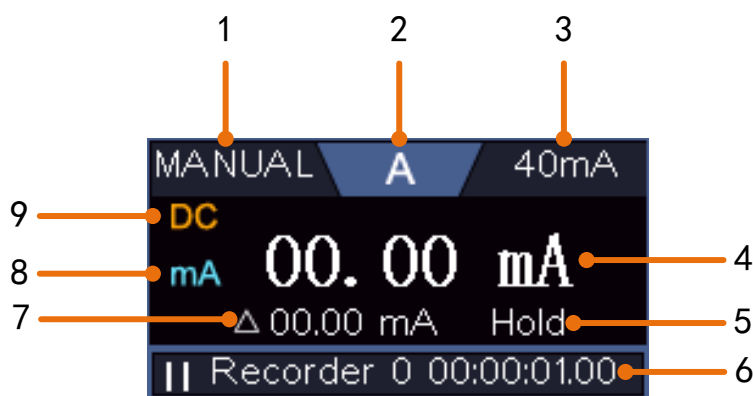 1 2 3
MANUAL A 40mA
9 DC
8 mA 00.00 mA 4
7 △ 00.00 mA Hold 5
|| Recorder 0 00:00:01.00 6